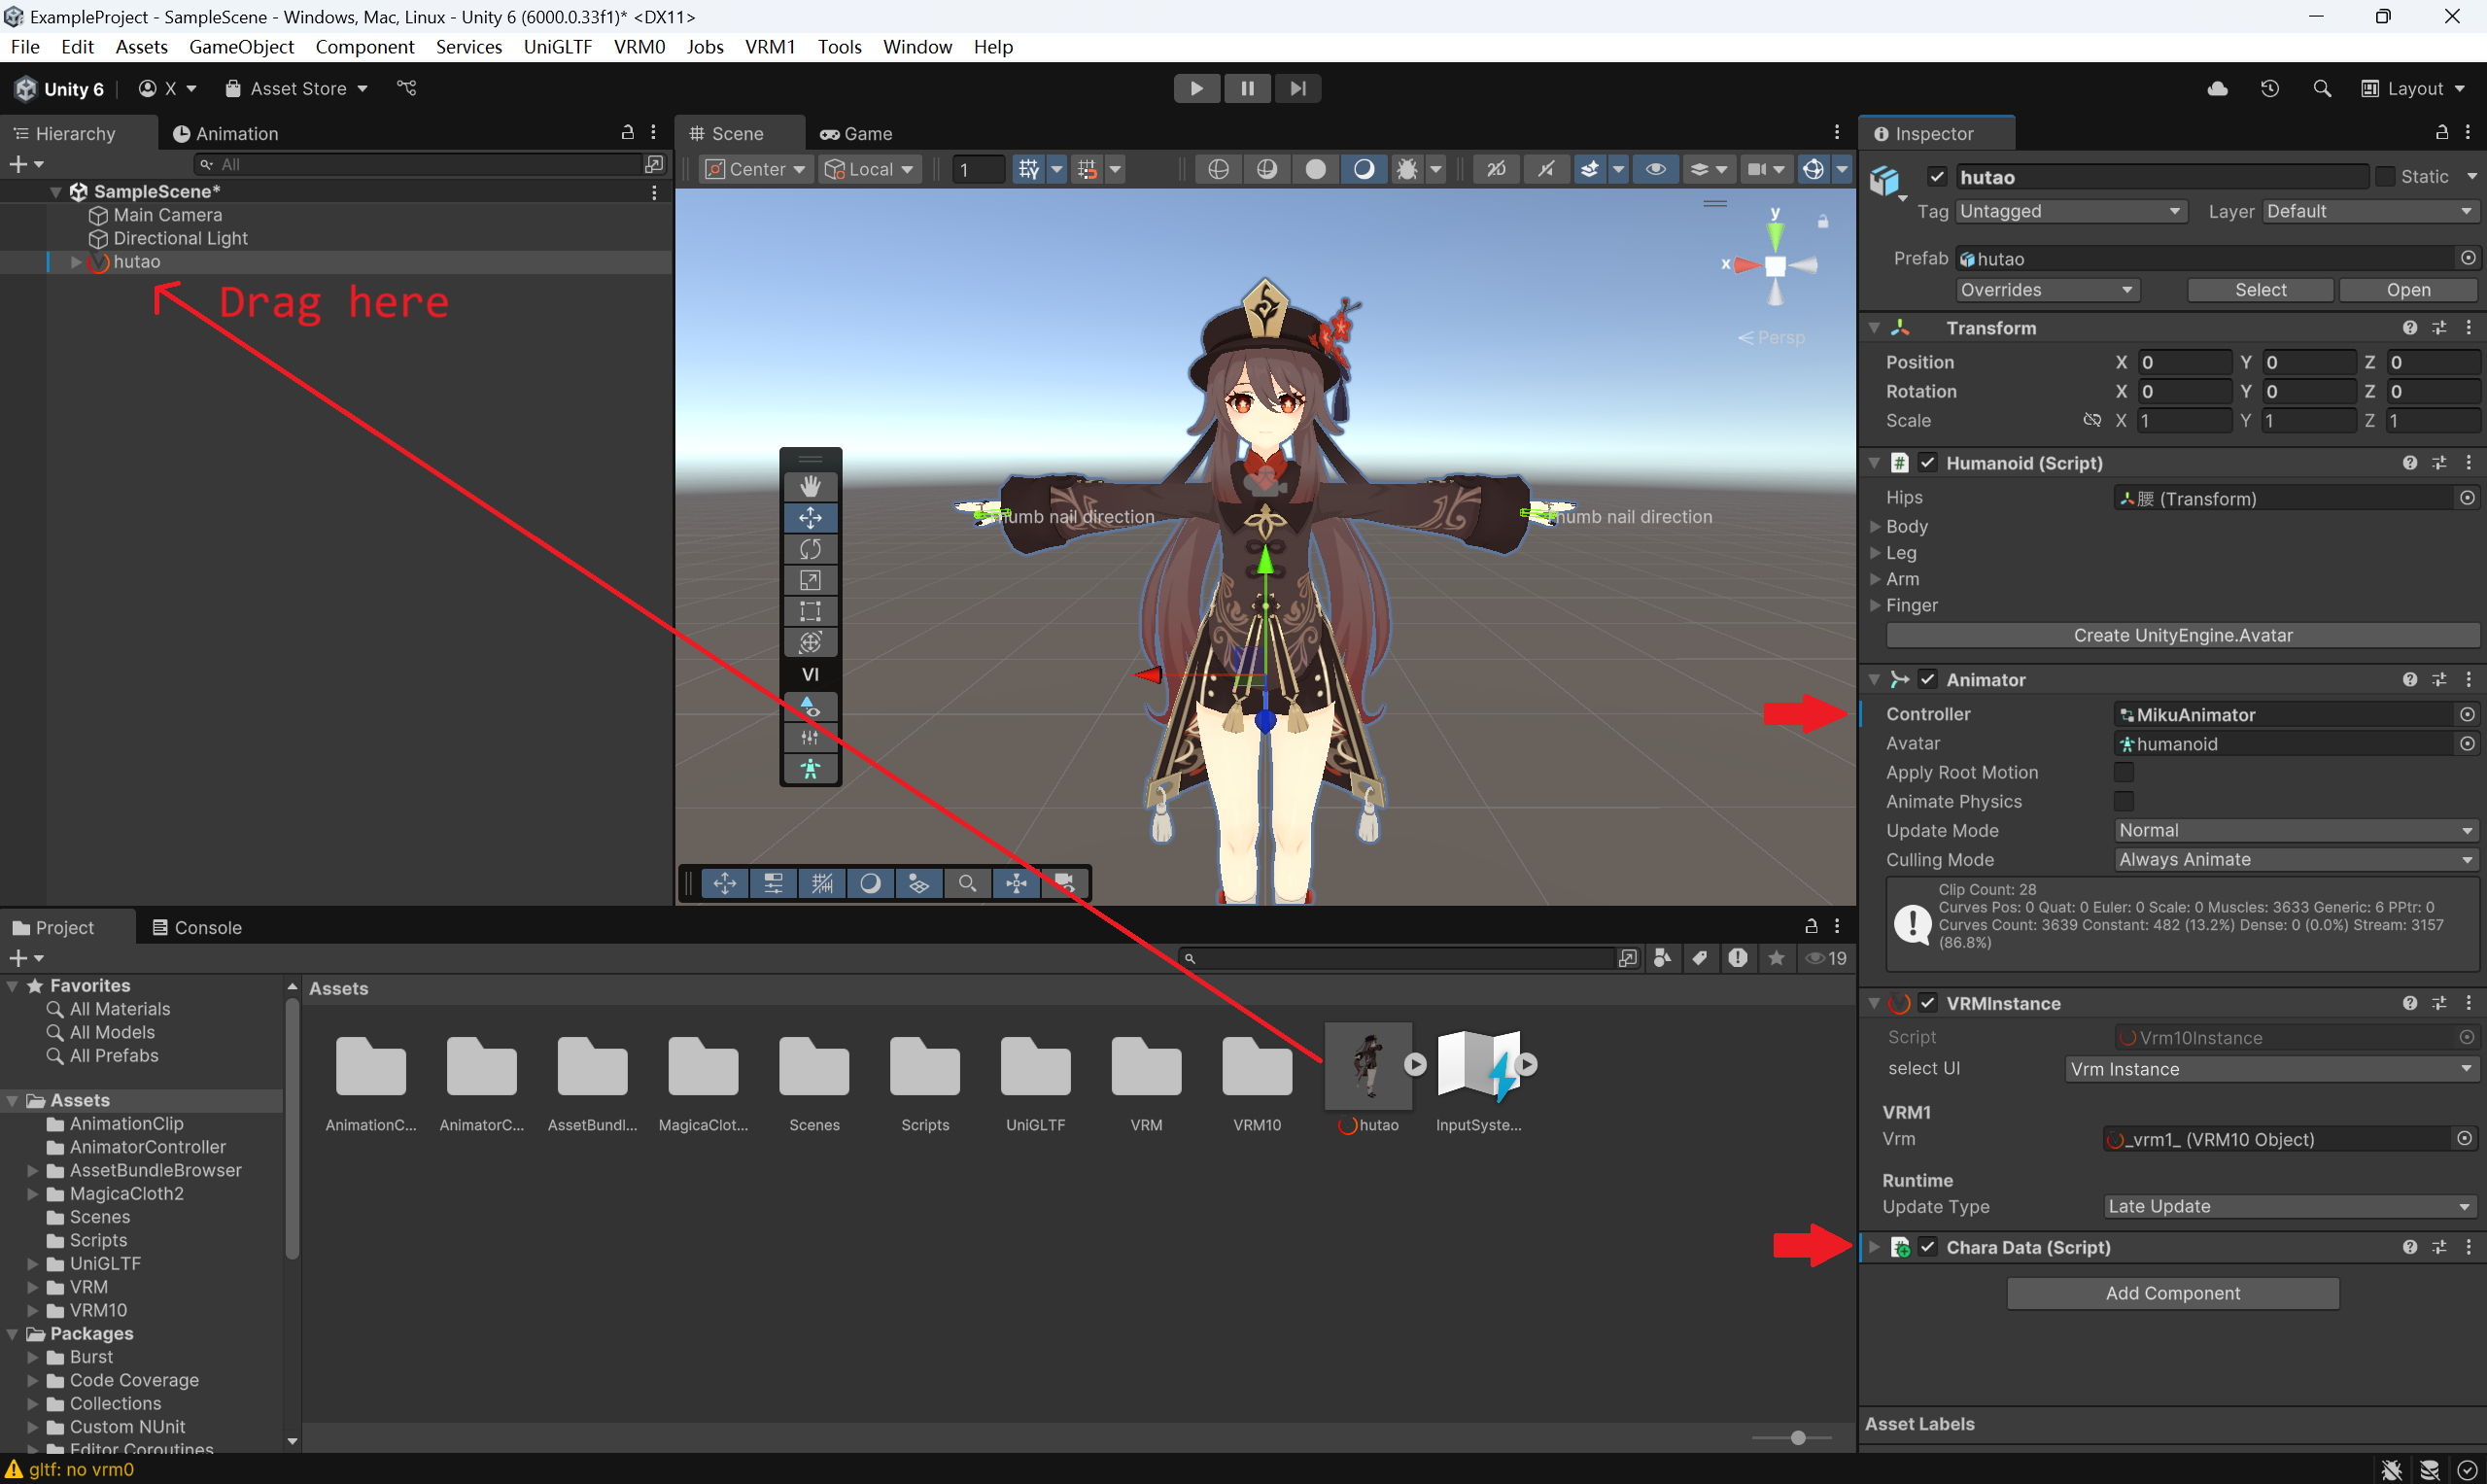 ExampleProject - SampleScene - Windows, Mac, Linux - Unity 6 (6000.0.33f1)* <DX11>
File Edit Assets GameObject Component Services UniGLTF VRM0 Jobs VRM1 Tools Window Help
Unity 6 X Asset Store Layout
Hierarchy Animation
All
SampleScene*
Main Camera
Directional Light
hutao
Drag here
Scene Game
Center Local 1 2D
y
x
Persp
humb nail direction humb nail direction
VI
Inspector
hutao Static
Tag Untagged Layer Default
Prefab hutao
Overrides Select Open
Transform
Position X 0 Y 0 Z 0
Rotation X 0 Y 0 Z 0
Scale X 1 Y 1 Z 1
Humanoid (Script)
Hips 腰 (Transform)
Body
Leg
Arm
Finger
Create UnityEngine.Avatar
Animator
Controller MikuAnimator
Avatar humanoid
Apply Root Motion
Animate Physics
Update Mode Normal
Culling Mode Always Animate
Clip Count: 28
Curves Pos: 0 Quat: 0 Euler: 0 Scale: 0 Muscles: 3633 Generic: 6 PPtr: 0
Curves Count: 3639 Constant: 482 (13.2%) Dense: 0 (0.0%) Stream: 3157
(86.8%)
VRMInstance
Script Vrm10Instance
select UI Vrm Instance
VRM1
Vrm _vrm1_ (VRM10 Object)
Runtime
Update Type Late Update
Chara Data (Script)
Add Component
Asset Labels
Project Console
19
Favorites
All Materials
All Models
All Prefabs
Assets
AnimationClip
AnimatorController
AssetBundleBrowser
MagicaCloth2
Scenes
Scripts
UniGLTF
VRM
VRM10
Packages
Burst
Code Coverage
Collections
Custom NUnit
Editor Coroutines
Assets
AnimationC... AnimatorC... AssetBundl... MagicaClot... Scenes Scripts UniGLTF VRM VRM10 hutao InputSyste...
gltf: no vrm0